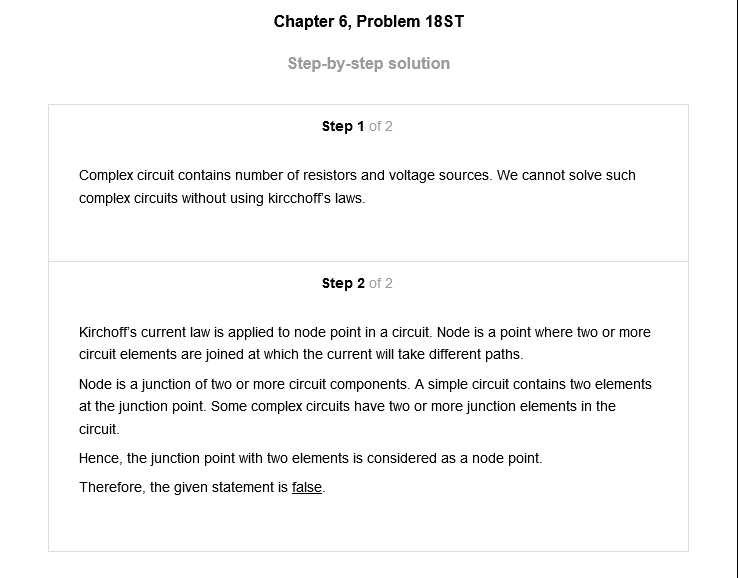 Chapter 6, Problem 18ST
Step-by-step solution
Step 1 of 2
Complex circuit contains number of resistors and voltage sources. We cannot solve such
complex circuits without using kircchoff's laws.
Step 2 of 2
Kirchoff's current law is applied to node point in a circuit. Node is a point where two or more
circuit elements are joined at which the current will take different paths.
Node is a junction of two or more circuit components. A simple circuit contains two elements
at the junction point. Some complex circuits have two or more junction elements in the
circuit.
Hence, the junction point with two elements is considered as a node point.
Therefore, the given statement is false.